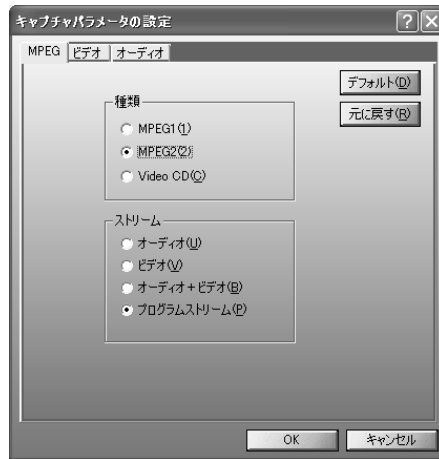 キャプチャパラメータの設定
MPEG ビデオ オーディオ
デフォルト(D)
元に戻す(R)
種類
MPEG1(1)
MPEG2(2)
Video CD(C)
ストリーム
オーディオ(U)
ビデオ(V)
オーディオ+ビデオ(B)
プログラムストリーム(P)
OK キャンセル